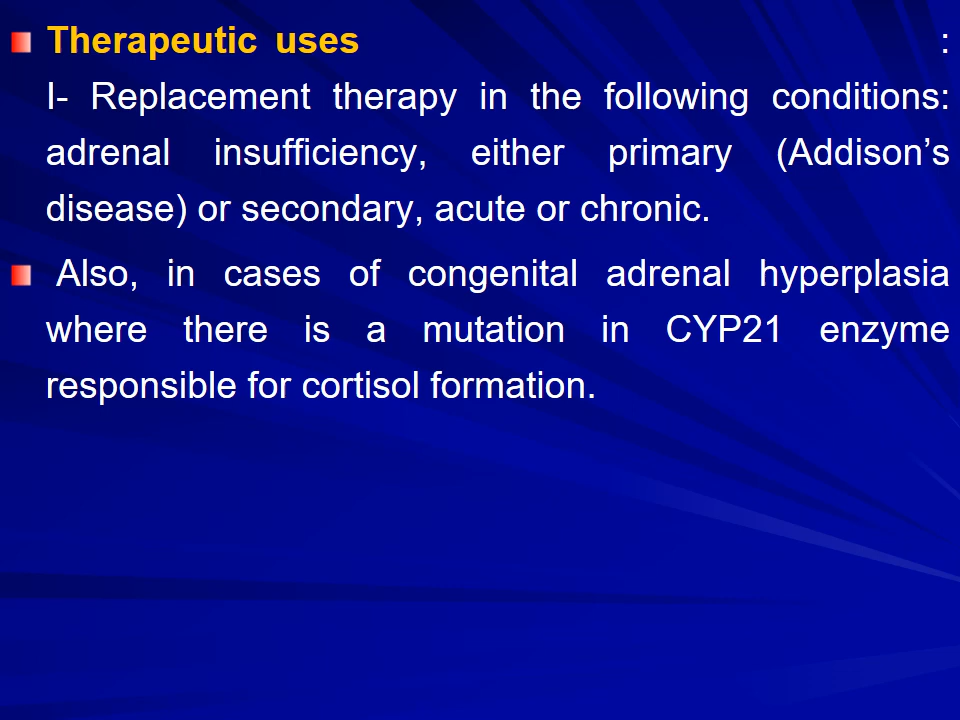 Therapeutic uses :
I- Replacement therapy in the following conditions:
adrenal insufficiency, either primary (Addison’s
disease) or secondary, acute or chronic.
Also, in cases of congenital adrenal hyperplasia
where there is a mutation in CYP21 enzyme
responsible for cortisol formation.